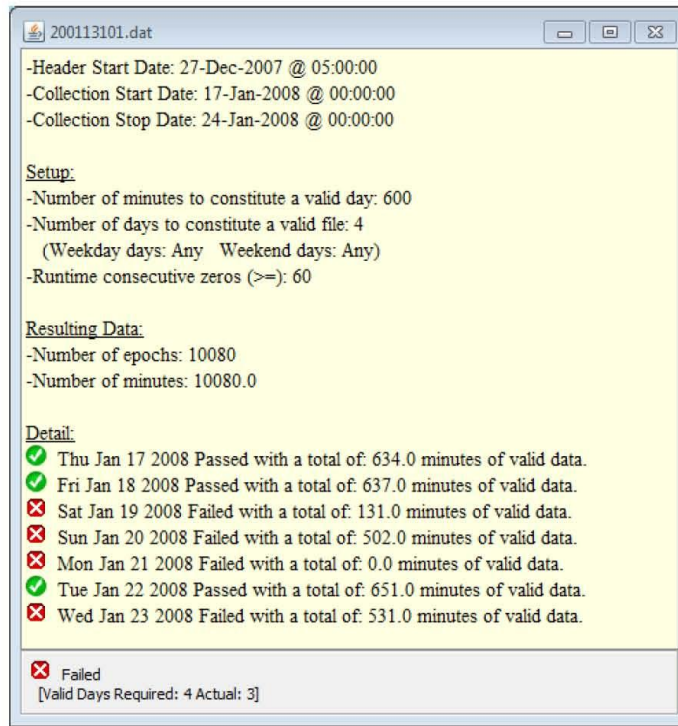 200113101.dat
-Header Start Date: 27-Dec-2007 @ 05:00:00
-Collection Start Date: 17-Jan-2008 @ 00:00:00
-Collection Stop Date: 24-Jan-2008 @ 00:00:00
Setup:
-Number of minutes to constitute a valid day: 600
-Number of days to constitute a valid file: 4
(Weekday days: Any Weekend days: Any)
-Runtime consecutive zeros (>=): 60
Resulting Data:
-Number of epochs: 10080
-Number of minutes: 10080.0
Detail:
Thu Jan 17 2008 Passed with a total of: 634.0 minutes of valid data.
Fri Jan 18 2008 Passed with a total of: 637.0 minutes of valid data.
Sat Jan 19 2008 Failed with a total of: 131.0 minutes of valid data.
Sun Jan 20 2008 Failed with a total of: 502.0 minutes of valid data.
Mon Jan 21 2008 Failed with a total of: 0.0 minutes of valid data.
Tue Jan 22 2008 Passed with a total of: 651.0 minutes of valid data.
Wed Jan 23 2008 Failed with a total of: 531.0 minutes of valid data.
Failed
[Valid Days Required: 4 Actual: 3]